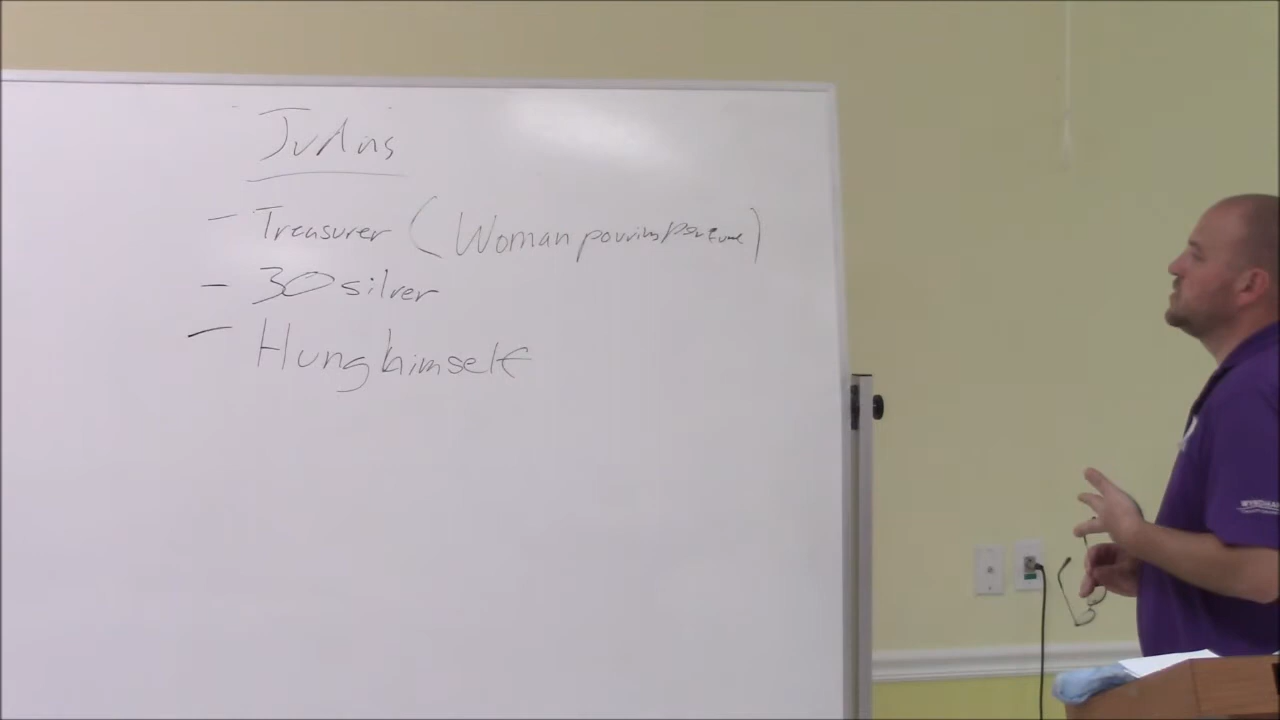 Judas
- Treasurer (Woman pouring perfume)
- 30 silver
- Hung himself